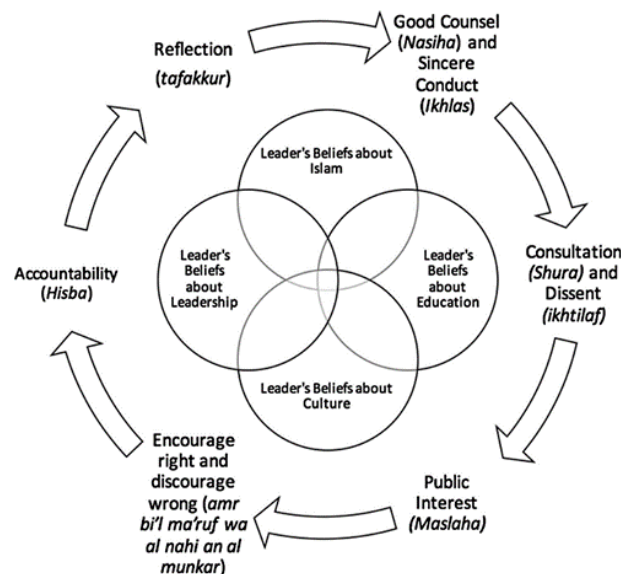 Reflection
(tafakkur)
Good Counsel
(Nasiha) and
Sincere
Conduct
(Ikhlas)
Consultation
(Shura) and
Dissent
(ikhtilaf)
Public
Interest
(Maslaha)
Encourage
right and
discourage
wrong (amr
bi'l ma'ruf wa
al nahi an al
munkar)
Accountability
(Hisba)
Leader's Beliefs about
Islam
Leader's
Beliefs
about
Leadership
Leader's
Beliefs
about
Education
Leader's Beliefs about
Culture